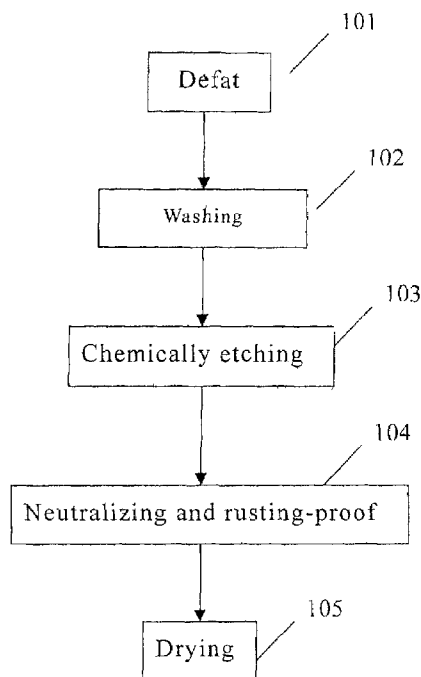 101
Defat
102
Washing
103
Chemically etching
104
Neutralizing and rusting-proof
105
Drying